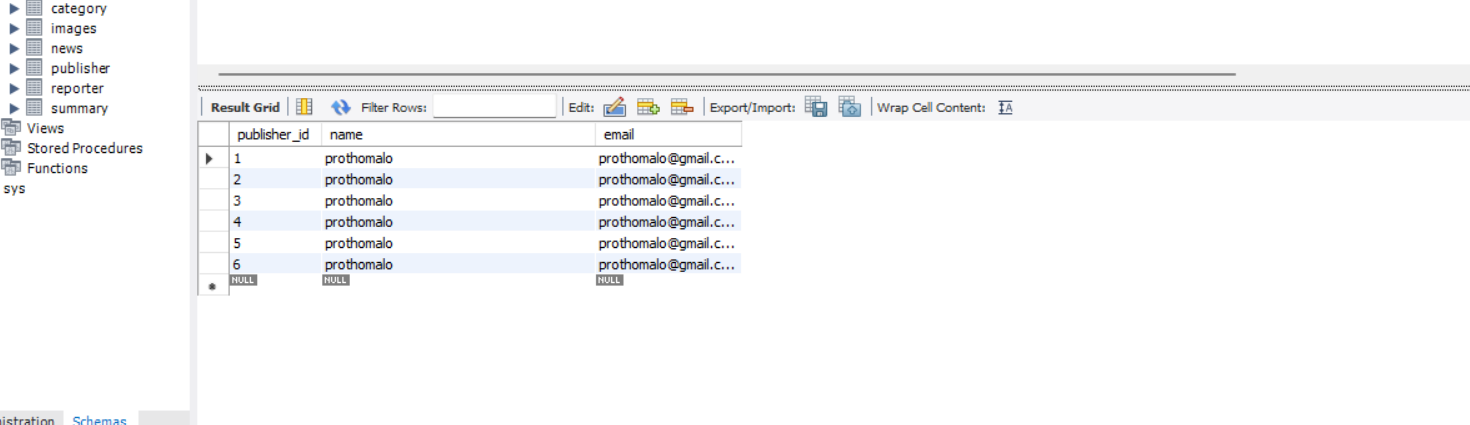 category
images
news
publisher
reporter
summary
Views
Stored Procedures
Functions
sys
Result Grid Filter Rows: Edit: Export/Import: Wrap Cell Content: IA
publisher_id name email
1 prothomalo prothomalo@gmail.c...
2 prothomalo prothomalo@gmail.c...
3 prothomalo prothomalo@gmail.c...
4 prothomalo prothomalo@gmail.c...
5 prothomalo prothomalo@gmail.c...
6 prothomalo prothomalo@gmail.c...
NULL NULL NULL
nistration Schemas